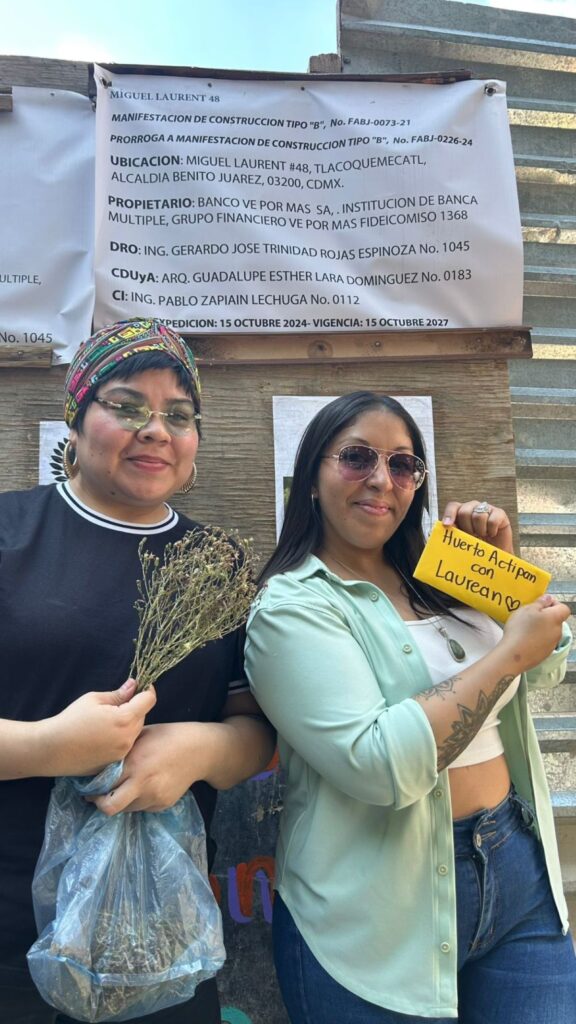 MIGUEL LAURENT 48
MANIFESTACION DE CONSTRUCCION TIPO "B", No. FABJ-0073-21
PRORROGA A MANIFESTACION DE CONSTRUCCION TIPO "B", No. FABJ-0226-24
UBICACION: MIGUEL LAURENT #48, TLACOQUEMECATL,
ALCALDIA BENITO JUAREZ, 03200, CDMX.
PROPIETARIO: BANCO VE POR MAS SA, . INSTITUCION DE BANCA
MULTIPLE, GRUPO FINANCIERO VE POR MAS FIDEICOMISO 1368
DRO: ING. GERARDO JOSE TRINIDAD ROJAS ESPINOZA No. 1045
CDUyA: ARQ. GUADALUPE ESTHER LARA DOMINGUEZ No. 0183
CI: ING. PABLO ZAPIAIN LECHUGA No. 0112
EXPEDICION: 15 OCTUBRE 2024- VIGENCIA: 15 OCTUBRE 2027
ULTIPLE,
No. 1045
Huerto Actipan
con
Laurean